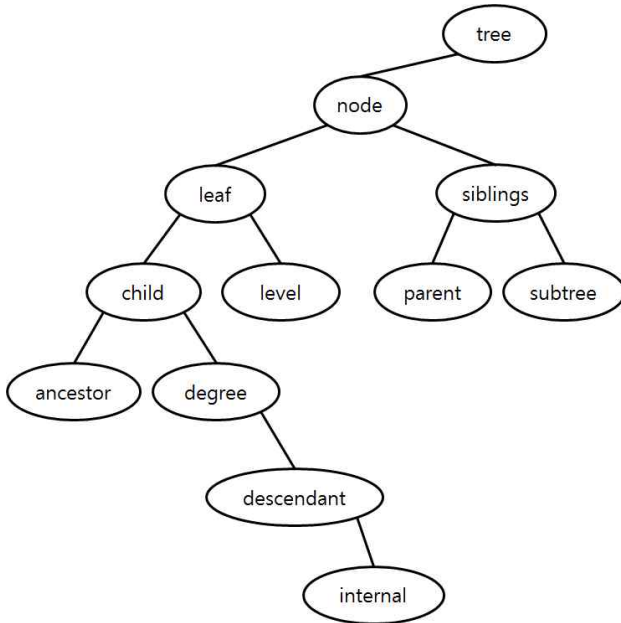 tree
node
leaf
siblings
child
level
parent
subtree
ancestor
degree
descendant
internal